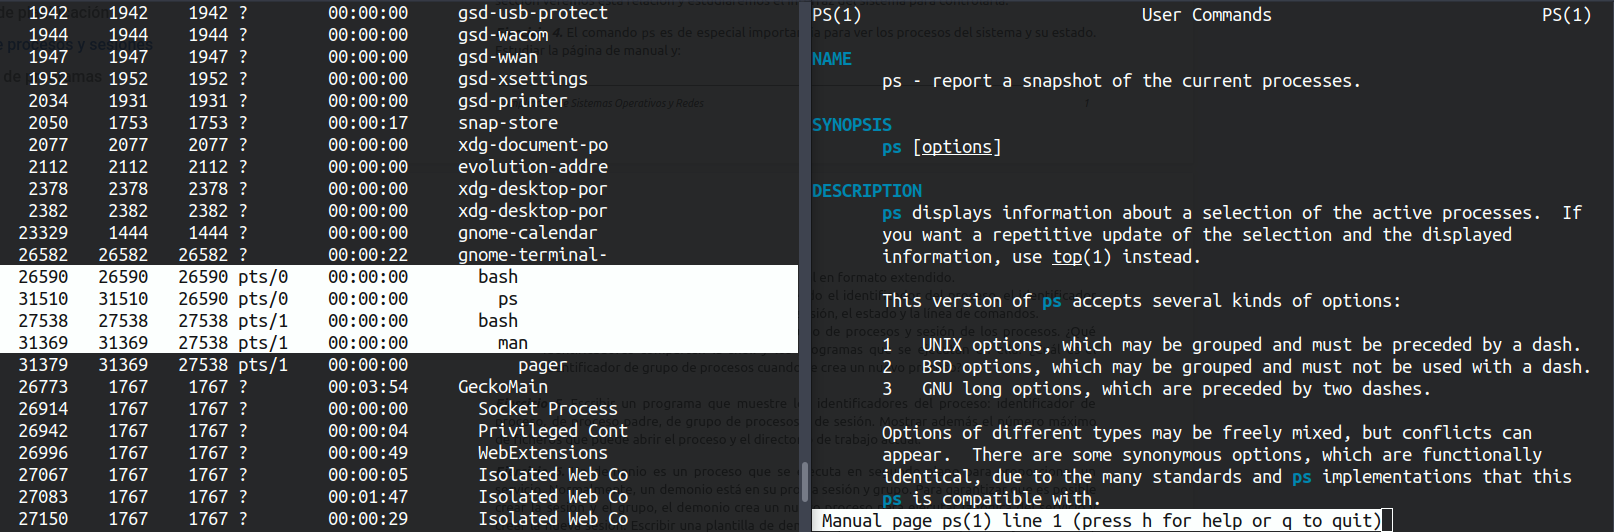 1942 1942 1942 ? 00:00:00 gsd-usb-protect
1944 1944 1944 ? 00:00:00 gsd-wacom
1947 1947 1947 ? 00:00:00 gsd-wwan
1952 1952 1952 ? 00:00:00 gsd-xsettings
2034 1931 1931 ? 00:00:00 gsd-printer
2050 1753 1753 ? 00:00:17 snap-store
2077 2077 2077 ? 00:00:00 xdg-document-po
2112 2112 2112 ? 00:00:00 evolution-addre
2378 2378 2378 ? 00:00:00 xdg-desktop-por
2382 2382 2382 ? 00:00:00 xdg-desktop-por
23329 1444 1444 ? 00:00:00 gnome-calendar
26582 26582 26582 ? 00:00:22 gnome-terminal-
26590 26590 26590 pts/0 00:00:00 bash
31510 31510 26590 pts/0 00:00:00 ps
27538 27538 27538 pts/1 00:00:00 bash
31369 31369 27538 pts/1 00:00:00 man
31379 31369 27538 pts/1 00:00:00 pager
26773 1767 1767 ? 00:03:54 GeckoMain
26914 1767 1767 ? 00:00:00 Socket Process
26942 1767 1767 ? 00:00:04 Privileged Cont
26996 1767 1767 ? 00:00:49 WebExtensions
27067 1767 1767 ? 00:00:05 Isolated Web Co
27083 1767 1767 ? 00:01:47 Isolated Web Co
27150 1767 1767 ? 00:00:29 Isolated Web Co
PS(1) User Commands PS(1)
NAME
ps - report a snapshot of the current processes.
SYNOPSIS
ps [options]
DESCRIPTION
ps displays information about a selection of the active processes. If
you want a repetitive update of the selection and the displayed
information, use top(1) instead.
This version of ps accepts several kinds of options:
1 UNIX options, which may be grouped and must be preceded by a dash.
2 BSD options, which may be grouped and must not be used with a dash.
3 GNU long options, which are preceded by two dashes.
Options of different types may be freely mixed, but conflicts can
appear. There are some synonymous options, which are functionally
identical, due to the many standards and ps implementations that this
ps is compatible with.
Manual page ps(1) line 1 (press h for help or q to quit)